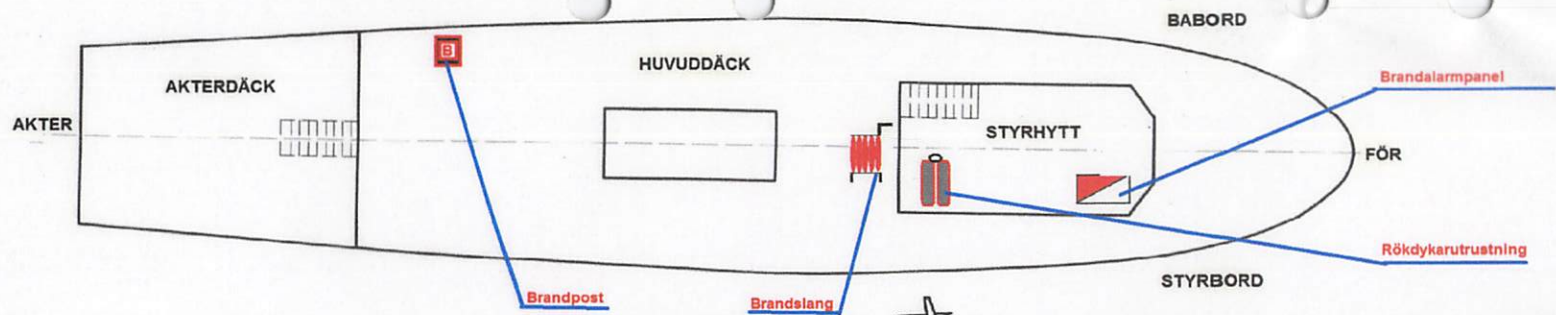 BABORD
HUVUDDÄCK
Brandalarmpanel
AKTERDÄCK
AKTER
STYRHYTT
FÖR
B
Rökdykarutrustning
STYRBORD
Brandpost
Brandslang